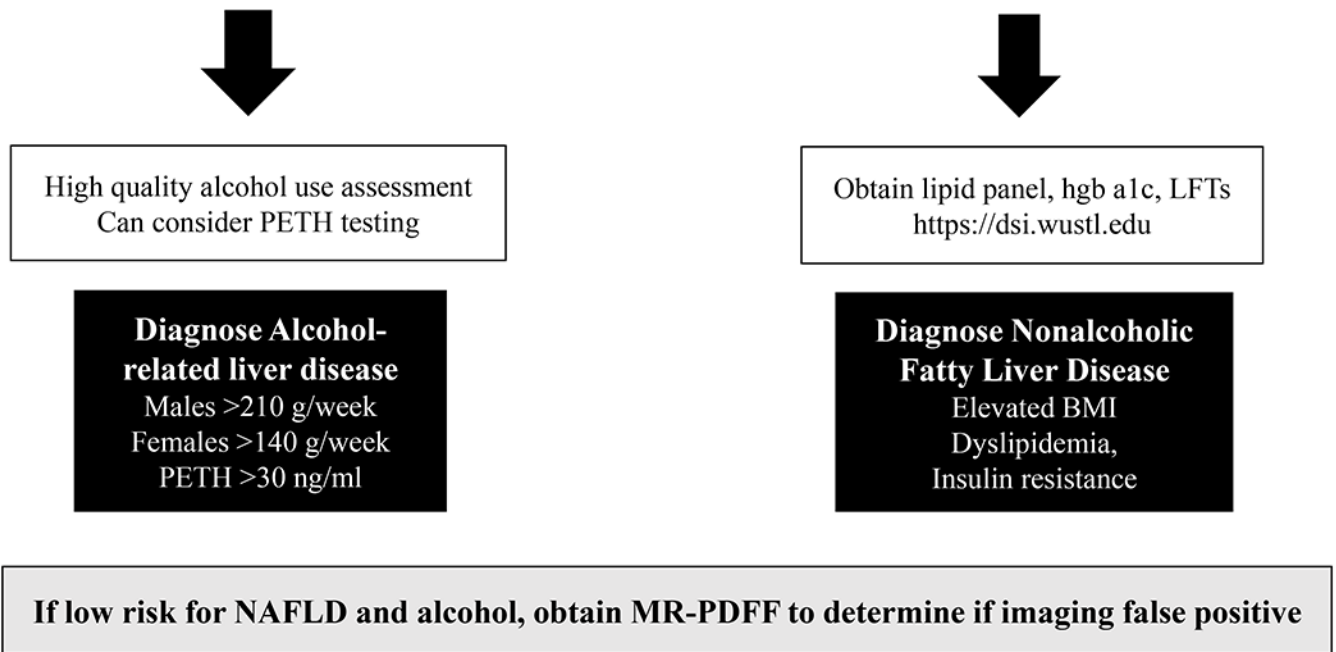 High quality alcohol use assessment
Can consider PETH testing
Obtain lipid panel, hgb a1c, LFTs
https://dsi.wustl.edu
Diagnose Alcohol-
related liver disease
Males >210 g/week
Females >140 g/week
PETH >30 ng/ml
Diagnose Nonalcoholic
Fatty Liver Disease
Elevated BMI
Dyslipidemia,
Insulin resistance
If low risk for NAFLD and alcohol, obtain MR-PDFF to determine if imaging false positive